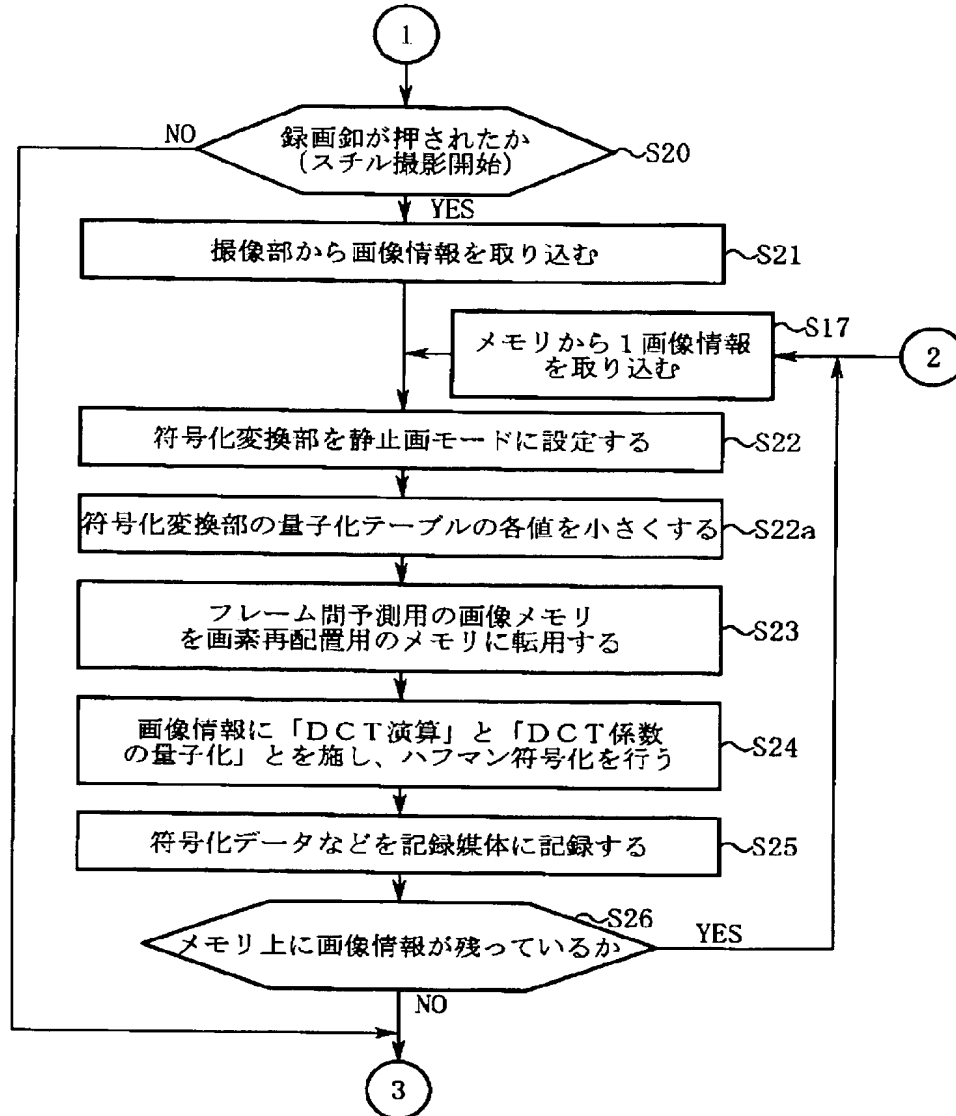 1
録画釦が押されたか
(スチル撮影開始)
NO
S20
YES
撮像部から画像情報を取り込む
S21
S17
メモリから１画像情報
を取り込む
2
符号化変換部を静止画モードに設定する
S22
符号化変換部の量子化テーブルの各値を小さくする
S22a
フレーム間予測用の画像メモリ
を画素再配置用のメモリに転用する
S23
画像情報に「ＤＣＴ演算」と「ＤＣＴ係数
の量子化」とを施し、ハフマン符号化を行う
S24
符号化データなどを記録媒体に記録する
S25
S26
メモリ上に画像情報が残っているか
YES
NO
3